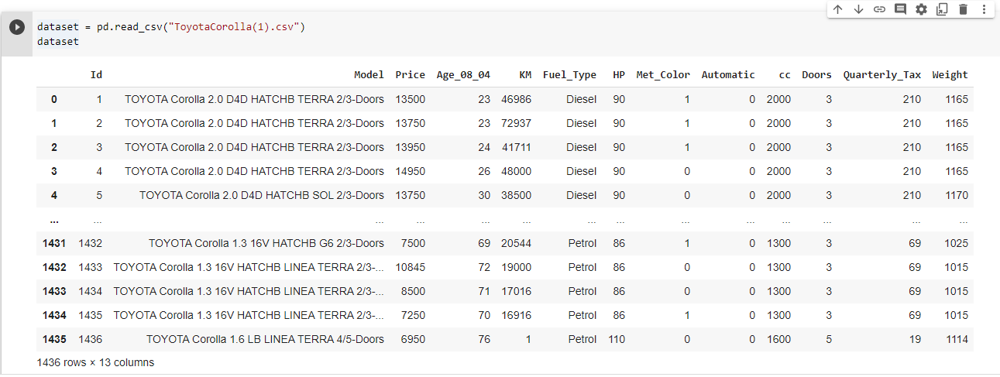 dataset = pd.read_csv("ToyotaCorolla(1).csv")
dataset
Id Model Price Age_08_04 KM Fuel_Type HP Met_Color Automatic cc Doors Quarterly_Tax Weight
0 1 TOYOTA Corolla 2.0 D4D HATCHB TERRA 2/3-Doors 13500 23 46986 Diesel 90 1 0 2000 3 210 1165
1 2 TOYOTA Corolla 2.0 D4D HATCHB TERRA 2/3-Doors 13750 23 72937 Diesel 90 1 0 2000 3 210 1165
2 3 TOYOTA Corolla 2.0 D4D HATCHB TERRA 2/3-Doors 13950 24 41711 Diesel 90 1 0 2000 3 210 1165
3 4 TOYOTA Corolla 2.0 D4D HATCHB TERRA 2/3-Doors 14950 26 48000 Diesel 90 0 0 2000 3 210 1165
4 5 TOYOTA Corolla 2.0 D4D HATCHB SOL 2/3-Doors 13750 30 38500 Diesel 90 0 0 2000 3 210 1170
... ... ... ... ... ... ... ... ... ... ... ... ... ...
1431 1432 TOYOTA Corolla 1.3 16V HATCHB G6 2/3-Doors 7500 69 20544 Petrol 86 1 0 1300 3 69 1025
1432 1433 TOYOTA Corolla 1.3 16V HATCHB LINEA TERRA 2/3-... 10845 72 19000 Petrol 86 0 0 1300 3 69 1015
1433 1434 TOYOTA Corolla 1.3 16V HATCHB LINEA TERRA 2/3-... 8500 71 17016 Petrol 86 0 0 1300 3 69 1015
1434 1435 TOYOTA Corolla 1.3 16V HATCHB LINEA TERRA 2/3-... 7250 70 16916 Petrol 86 1 0 1300 3 69 1015
1435 1436 TOYOTA Corolla 1.6 LB LINEA TERRA 4/5-Doors 6950 76 1 Petrol 110 0 0 1600 5 19 1114
1436 rows × 13 columns